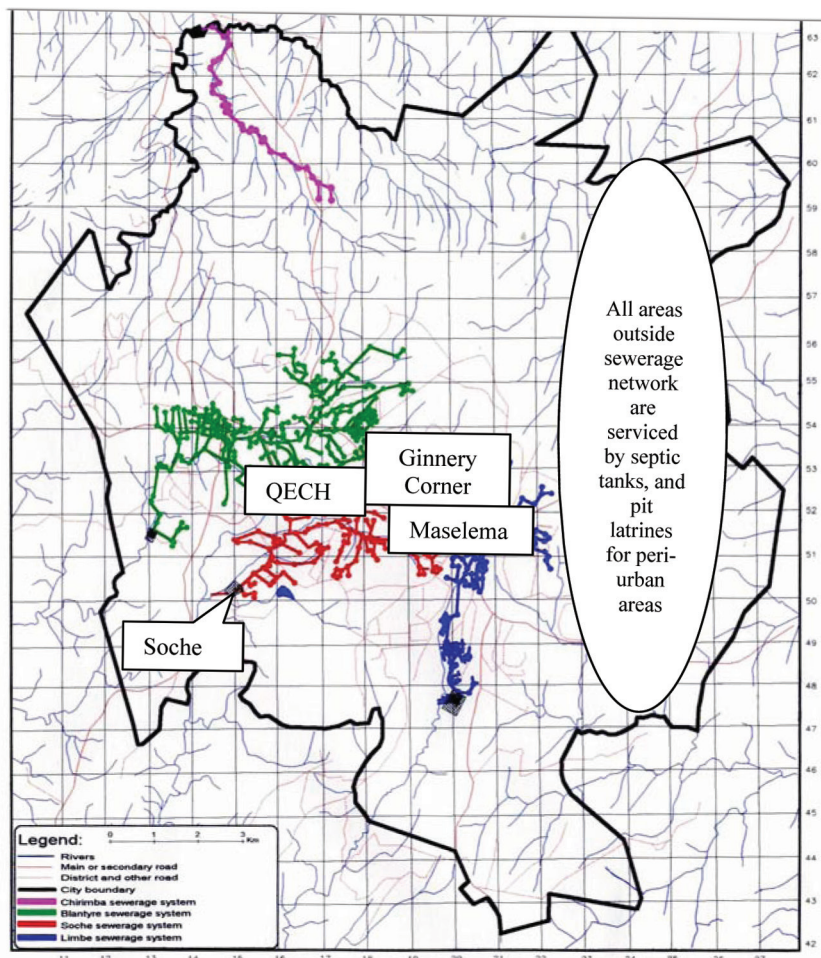 63
62
61
60
59
58
57
56
55
54
53
52
51
50
49
48
47
46
45
44
43
42
All areas
outside
sewerage
network
are
serviced
by septic
tanks, and
pit
latrines
for peri-
urban
areas
Ginnery
Corner
QECH
Maselema
Soche
Legend:
0 1 2 3
Km
Rivers
Main or secondary road
District and other road
City boundary
Chirimba sewerage system
Blantyre sewerage system
Soche sewerage system
Limbe sewerage system